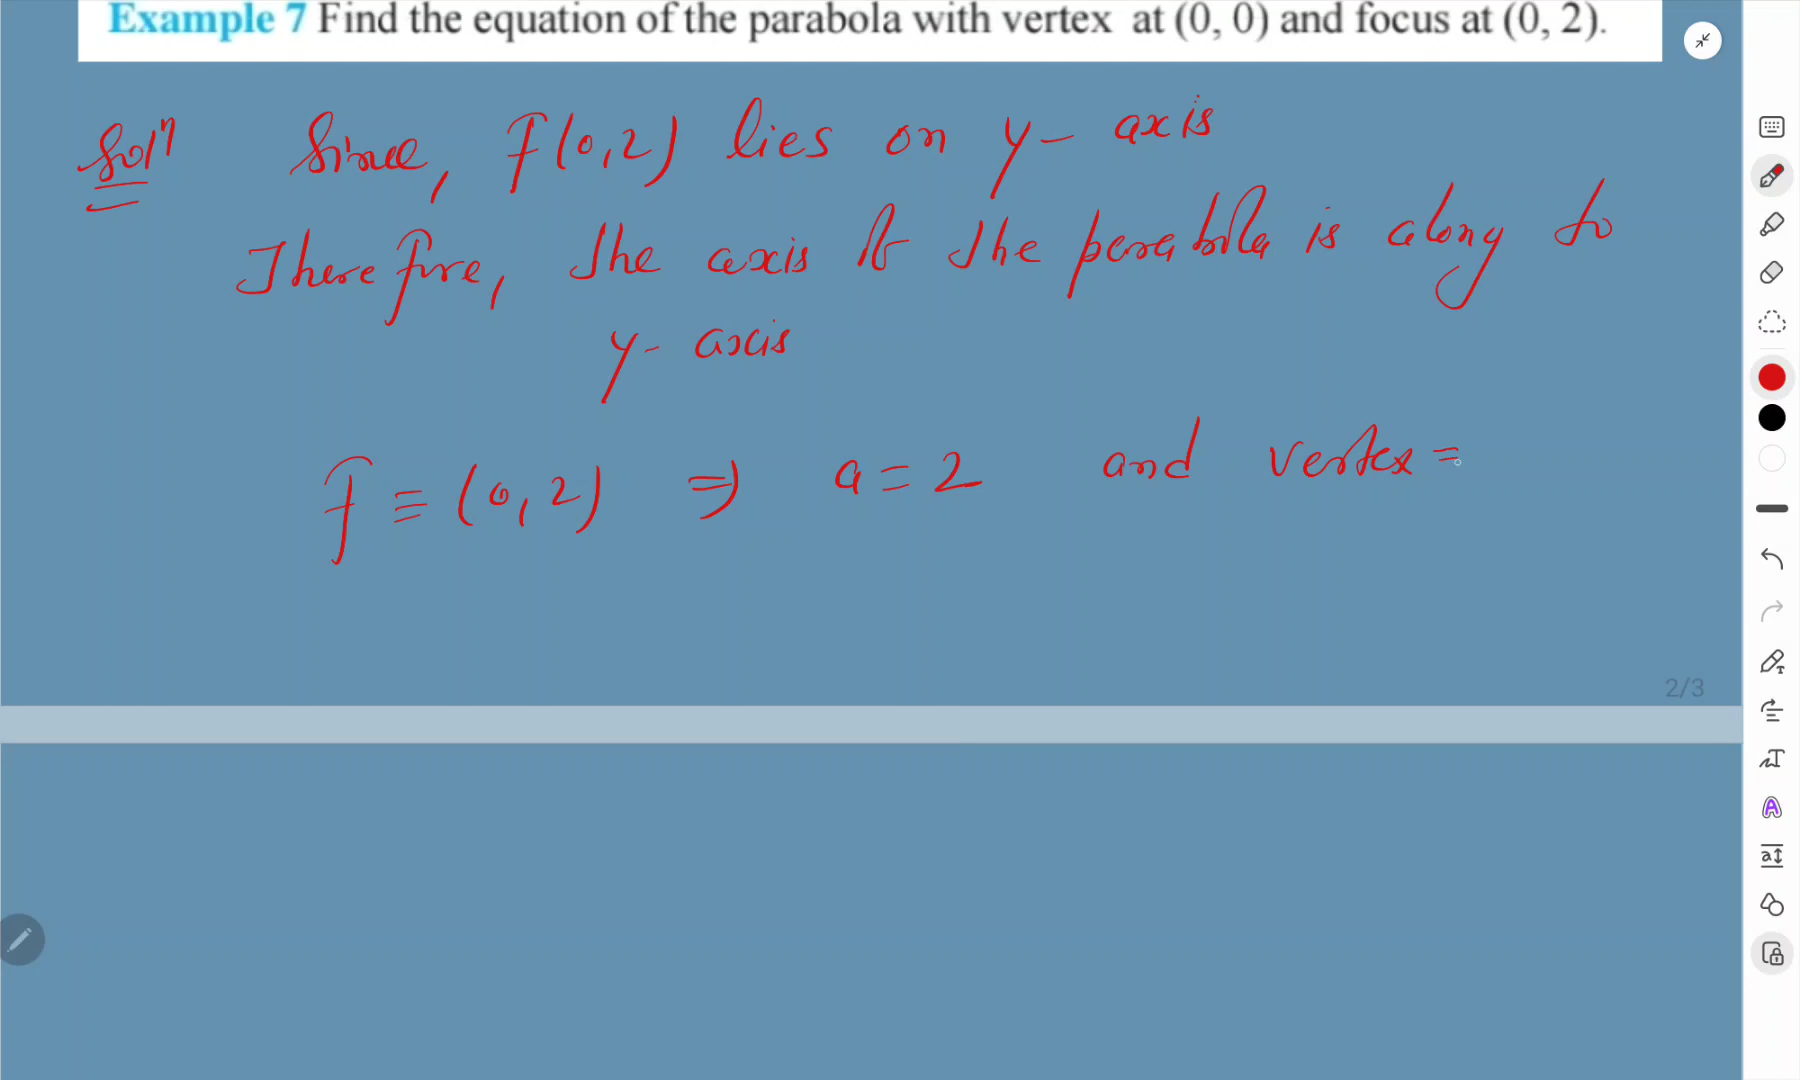 Example 7 Find the equation of the parabola with vertex at (0, 0) and focus at (0, 2).
Solⁿ Since, F(0,2) lies on y- axis
Therefore, the axis of the parabola is along to
y- axis
F ≡ (0,2) ⇒ a = 2 and vertex =
2/3